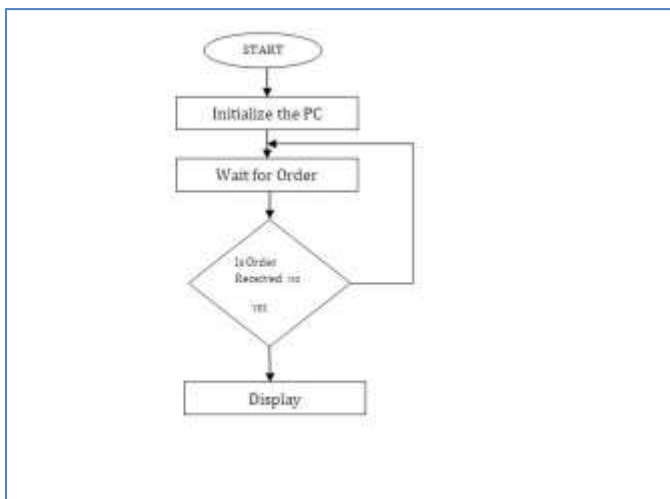 START
Initialize the PC
Wait for Order
Is Order
Received no
YES
Display